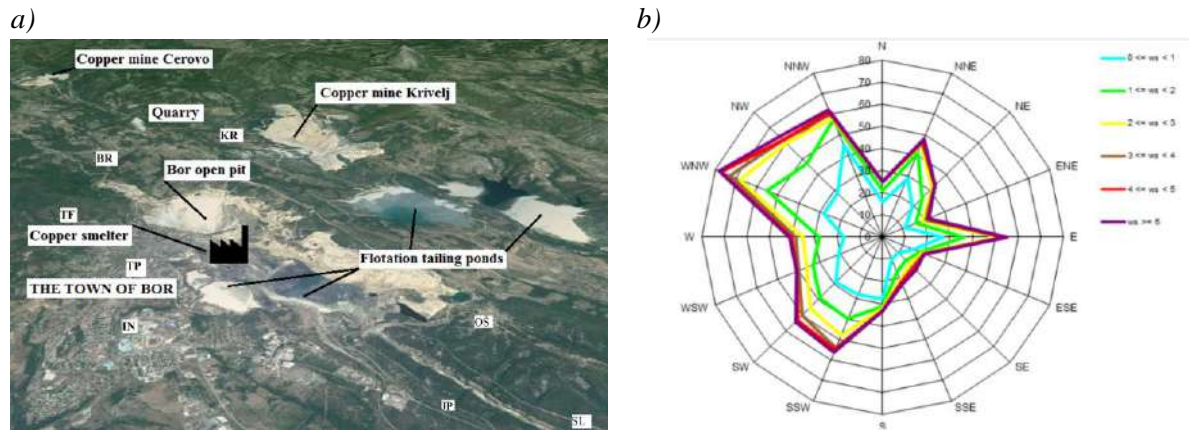 a)
Copper mine Cerovo
Quarry
Copper mine Krivelj
KR
BR
Bor open pit
TF
Copper smelter
TP
THE TOWN OF BOR
Flotation tailing ponds
IN
OŠ
JP
SL
b)
N
NNE
NE
ENE
E
ESE
SE
SSE
S
SSW
SW
WSW
W
WNW
NW
NNW
80
70
60
50
40
30
20
10
0
0 <= ws < 1
1 <= ws < 2
2 <= ws < 3
3 <= ws < 4
4 <= ws < 5
ws >= 5